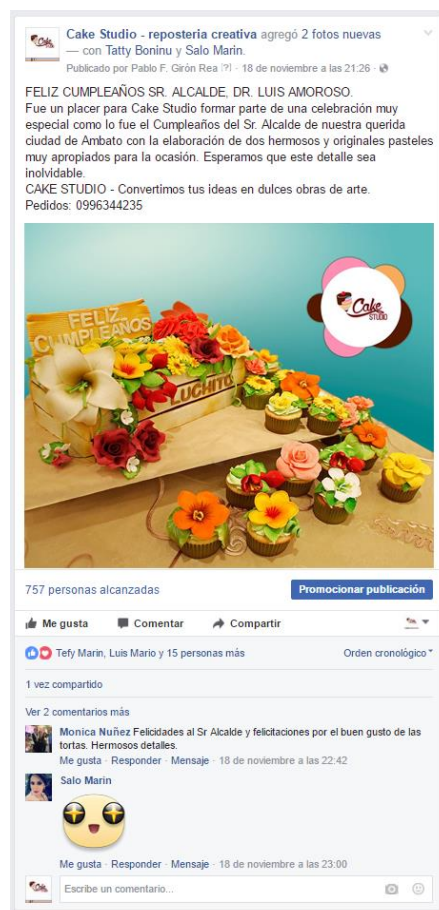 Cake Studio - reposteria creativa agregó 2 fotos nuevas
— con Tatty Boninu y Salo Marin.
Publicado por Pablo F. Girón Rea [?] · 18 de noviembre a las 21:26 ·
FELIZ CUMPLEAÑOS SR. ALCALDE, DR. LUIS AMOROSO.
Fue un placer para Cake Studio formar parte de una celebración muy
especial como lo fue el Cumpleaños del Sr. Alcalde de nuestra querida
ciudad de Ambato con la elaboración de dos hermosos y originales pasteles
muy apropiados para la ocasión. Esperamos que este detalle sea
inolvidable.
CAKE STUDIO - Convertimos tus ideas en dulces obras de arte.
Pedidos: 0996344235
Cake
STUDIO
FELIZ
CUMPLEAÑOS
LUCHITO
757 personas alcanzadas
Promocionar publicación
Me gusta
Comentar
Compartir
Tefy Marin, Luis Mario y 15 personas más
Orden cronológico
1 vez compartido
Ver 2 comentarios más
Monica Nuñez Felicidades al Sr Alcalde y felicitaciones por el buen gusto de las
tortas. Hermosos detalles.
Me gusta · Responder · Mensaje · 18 de noviembre a las 22:42
Salo Marin
Me gusta · Responder · Mensaje · 18 de noviembre a las 23:00
Escribe un comentario...